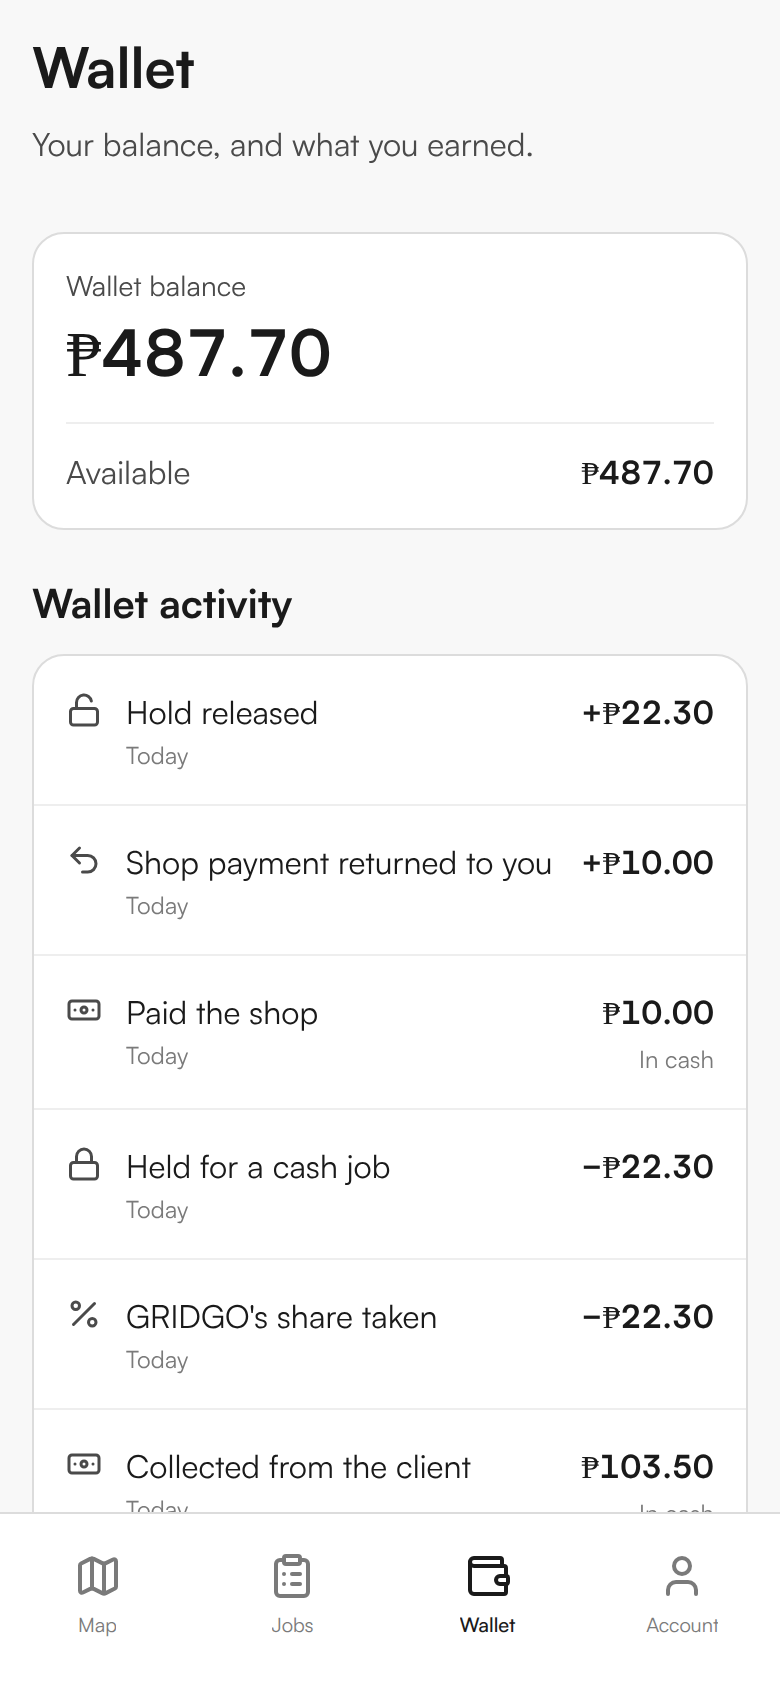 Wallet
Your balance, and what you earned.
Wallet balance
₱487.70
Available ₱487.70
Wallet activity
Hold released +₱22.30
Today
Shop payment returned to you +₱10.00
Today
Paid the shop ₱10.00
Today In cash
Held for a cash job −₱22.30
Today
GRIDGO's share taken −₱22.30
Today
Collected from the client ₱103.50
Today In cash
Map Jobs Wallet Account